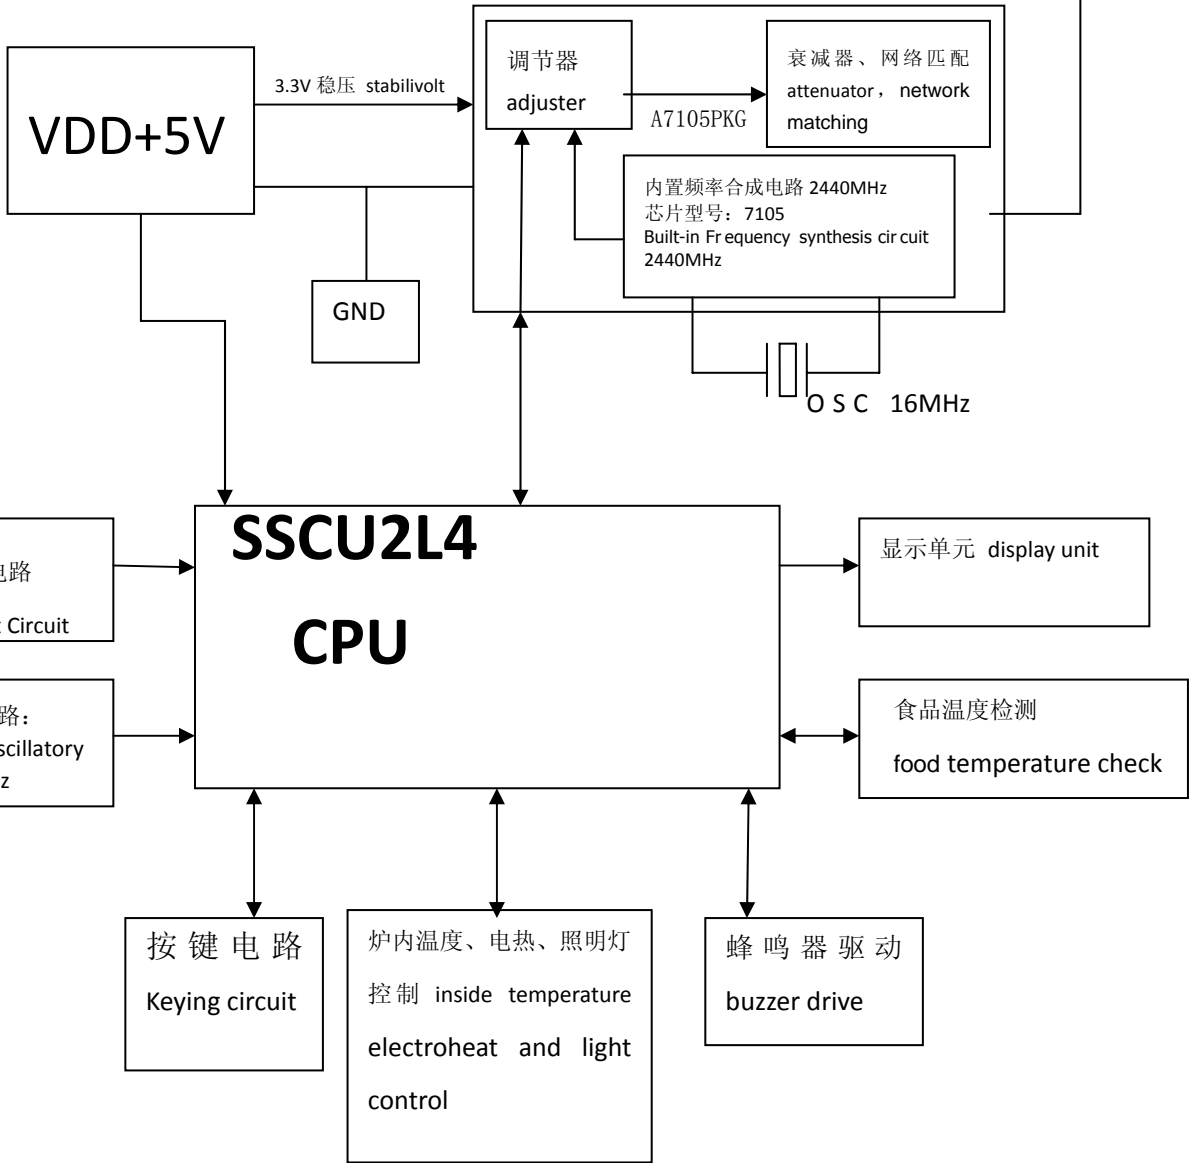 VDD+5V
3.3V 稳压 stabilivolt
调节器
adjuster
A7105PKG
衰减器、网络匹配
attenuator，network
matching
内置频率合成电路 2440MHz
芯片型号：7105
Built-in Frequency synthesis circuit
2440MHz
GND
OSC 16MHz
SSCU2L4
CPU
电路
Circuit
路：
scillatory
z
显示单元 display unit
食品温度检测
food temperature check
按键电路
Keying circuit
炉内温度、电热、照明灯
控制 inside temperature
electroheat and light
control
蜂鸣器驱动
buzzer drive